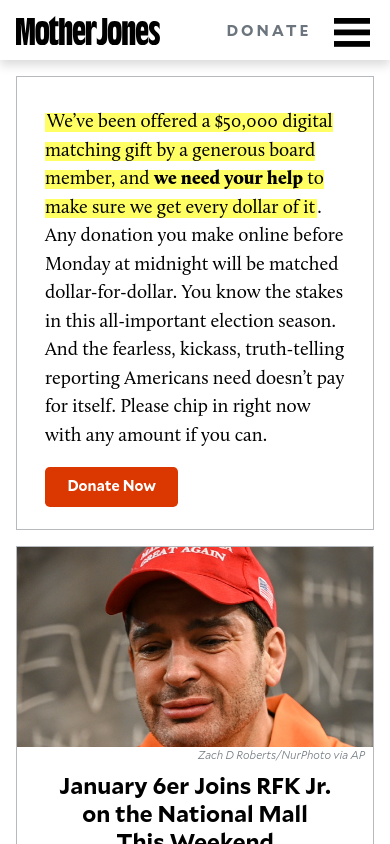 Mother Jones
DONATE
We've been offered a $50,000 digital
matching gift by a generous board
member, and we need your help to
make sure we get every dollar of it.
Any donation you make online before
Monday at midnight will be matched
dollar-for-dollar. You know the stakes
in this all-important election season.
And the fearless, kickass, truth-telling
reporting Americans need doesn't pay
for itself. Please chip in right now
with any amount if you can.
Donate Now
GREAT AGAIN
EVE
ONE
Zach D Roberts/NurPhoto via AP
January 6er Joins RFK Jr.
on the National Mall
This Weekend